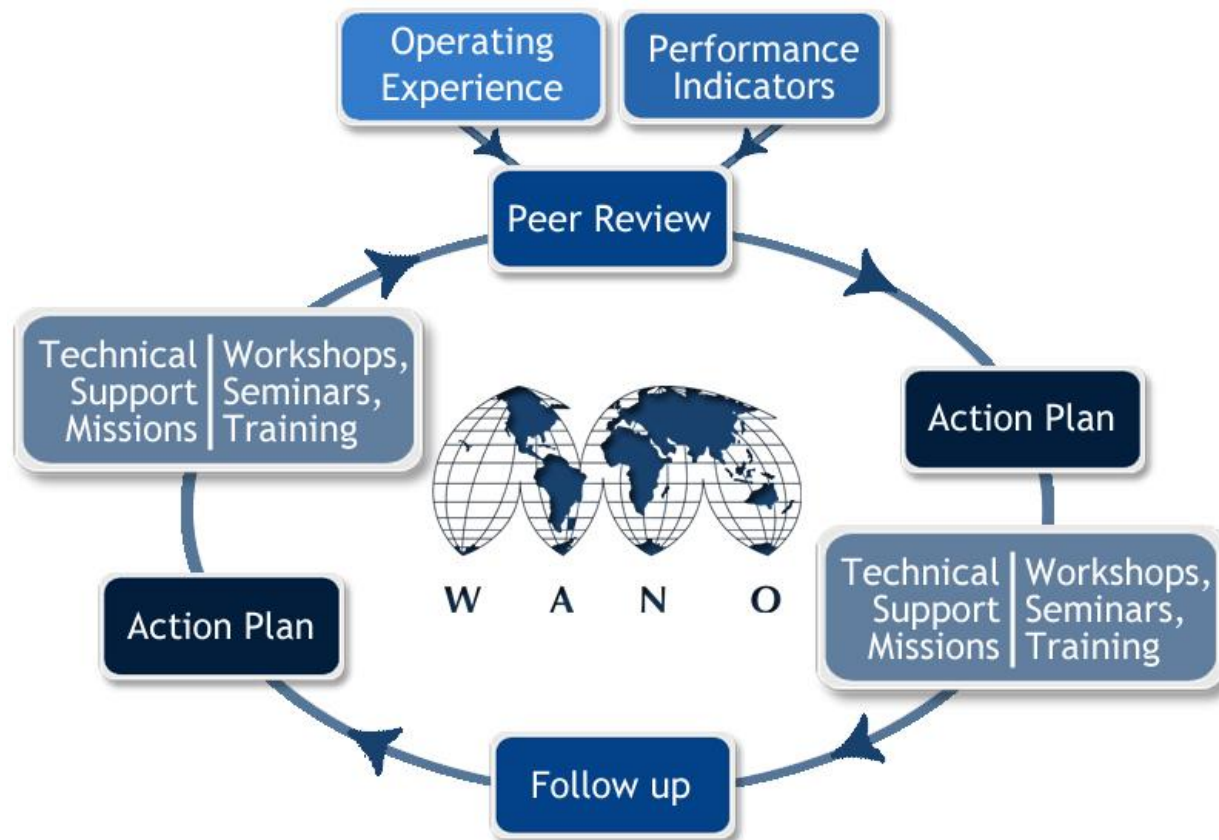 Operating
Experience
Performance
Indicators
Peer Review
Technical
Support
Missions
Workshops,
Seminars,
Training
Action Plan
W A N O
Technical
Support
Missions
Workshops,
Seminars,
Training
Action Plan
Follow up